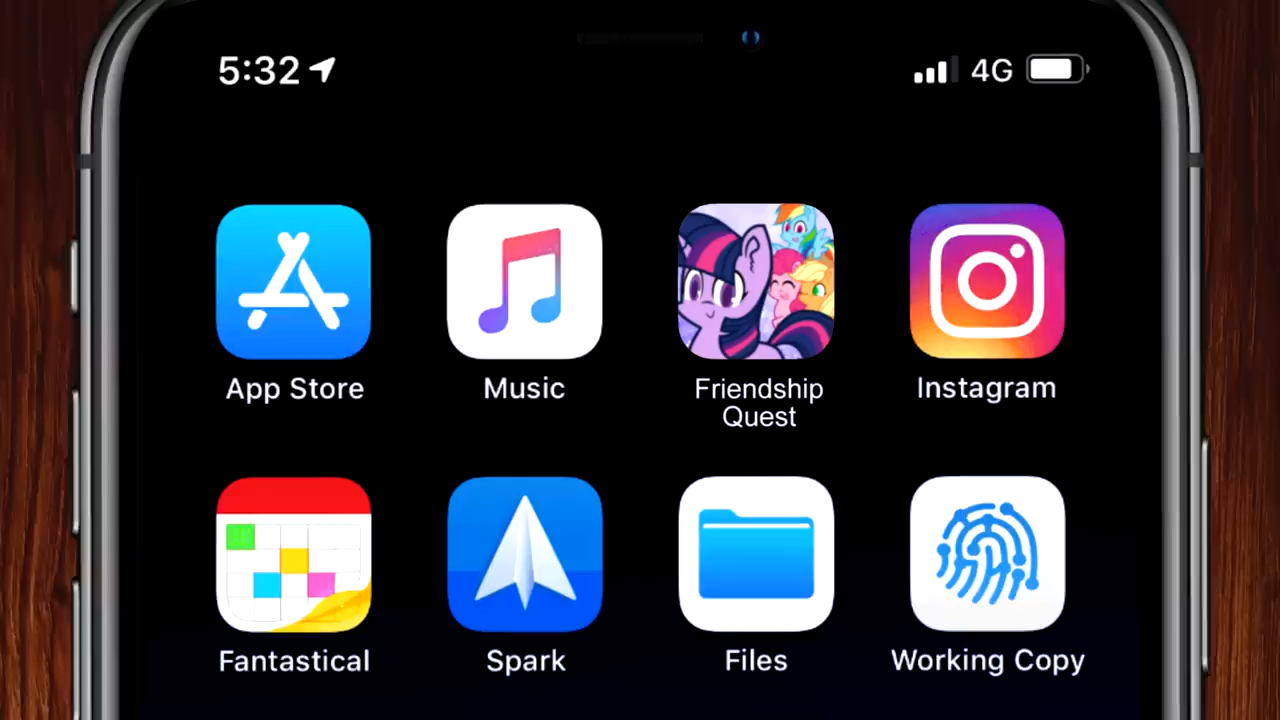 5:32
4G
App Store
Music
Friendship
Quest
Instagram
Fantastical
Spark
Files
Working Copy